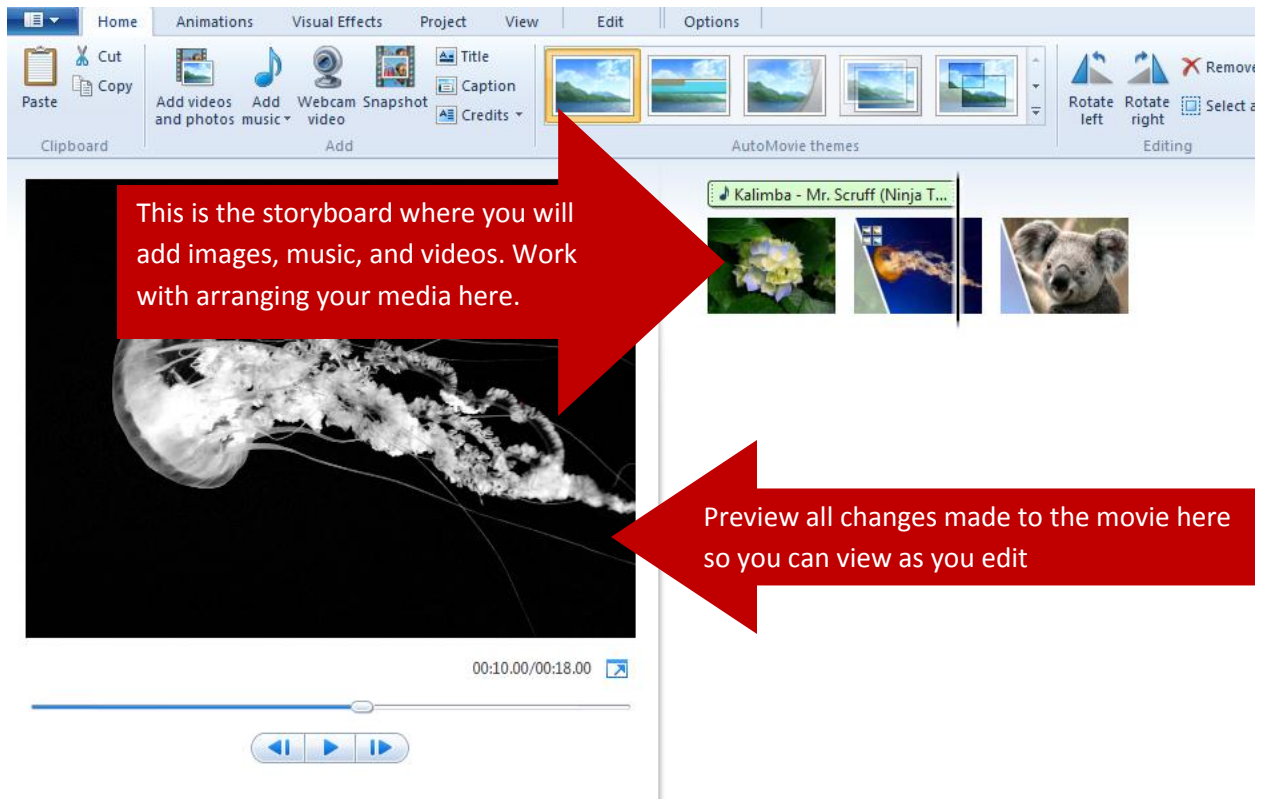 Home Animations Visual Effects Project View Edit Options
Paste
Cut
Copy
Clipboard
Add videos and photos
Add music
Webcam video
Snapshot
Title
Caption
Credits
Add
AutoMovie themes
Rotate left
Rotate right
Remove
Select a
Editing
This is the storyboard where you will
add images, music, and videos. Work
with arranging your media here.
Kalimba - Mr. Scruff (Ninja T...
Preview all changes made to the movie here
so you can view as you edit
00:10.00/00:18.00